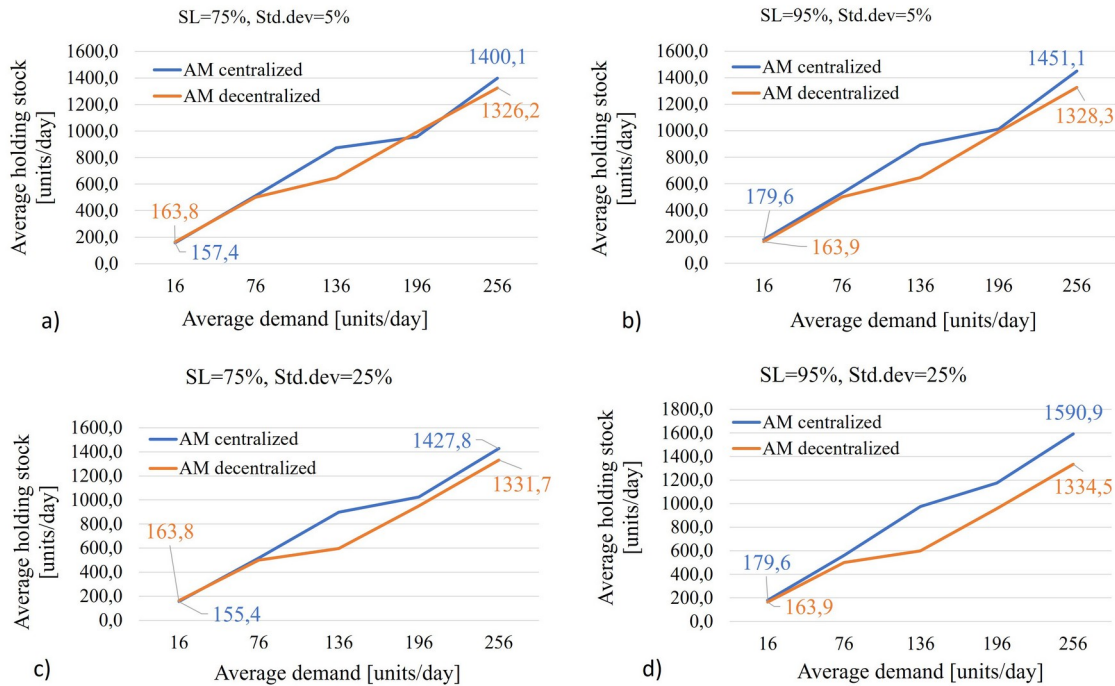 SL=75%, Std.dev=5%
1600,0
1400,0
1200,0
1000,0
800,0
600,0
400,0
200,0
0,0
Average holding stock
[units/day]
AM centralized
AM decentralized
1400,1
1326,2
163,8
157,4
16 76 136 196 256
a) Average demand [units/day]
SL=95%, Std.dev=5%
1600,0
1400,0
1200,0
1000,0
800,0
600,0
400,0
200,0
0,0
Average holding stock
[units/day]
AM centralized
AM decentralized
1451,1
1328,3
179,6
163,9
16 76 136 196 256
b) Average demand [units/day]
SL=75%, Std.dev=25%
1600,0
1400,0
1200,0
1000,0
800,0
600,0
400,0
200,0
0,0
Average holding stock
[units/day]
AM centralized
AM decentralized
1427,8
1331,7
163,8
155,4
16 76 136 196 256
c) Average demand [units/day]
SL=95%, Std.dev=25%
1800,0
1600,0
1400,0
1200,0
1000,0
800,0
600,0
400,0
200,0
0,0
Average holding stock
[units/day]
AM centralized
AM decentralized
1590,9
1334,5
179,6
163,9
16 76 136 196 256
d) Average demand [units/day]